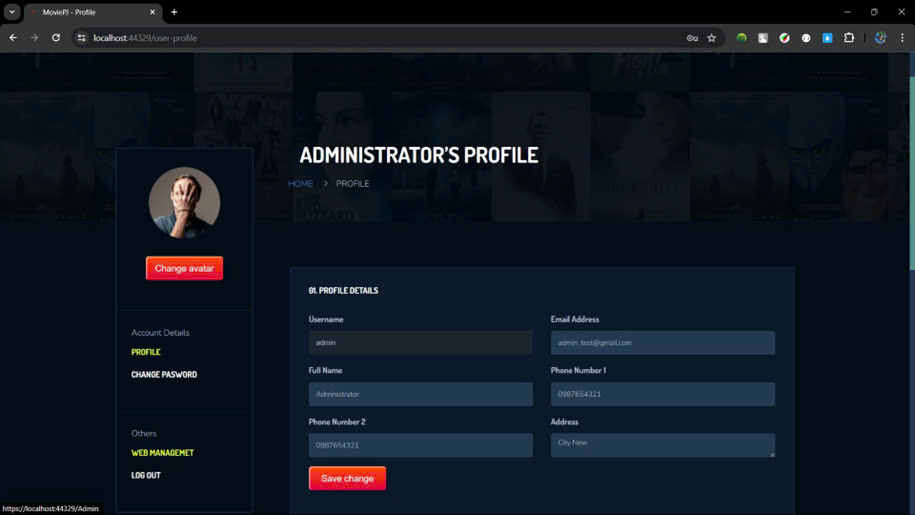 MoviePJ - Profile
localhost:44329/user-profile
ADMINISTRATOR'S PROFILE
HOME > PROFILE
Change avatar
Account Details
PROFILE
CHANGE PASWORD
Others
WEB MANAGEMET
LOG OUT
01. PROFILE DETAILS
Username
Email Address
admin
admin_test@gmail.com
Full Name
Phone Number 1
Administrator
0987654321
Phone Number 2
Address
0987654321
City New
Save change
https://localhost:44329/Admin